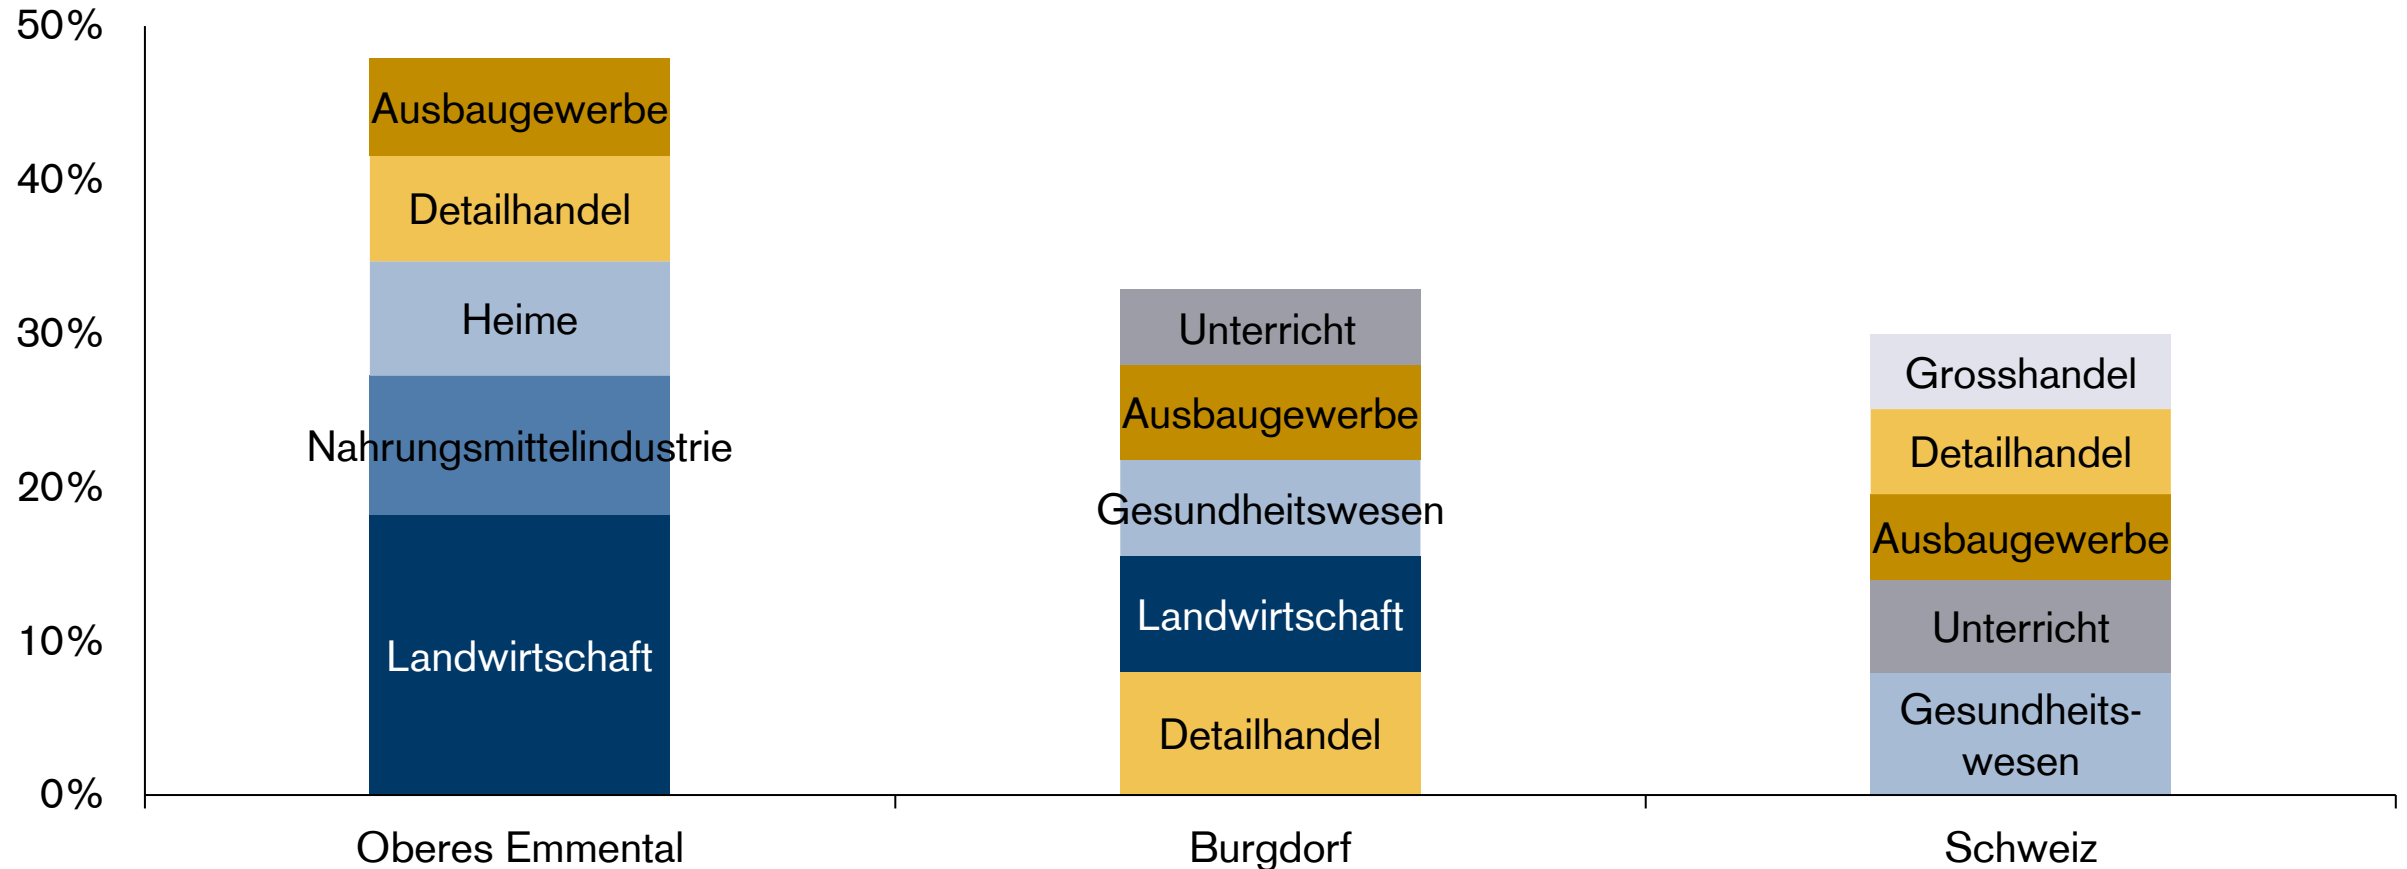 50%
40%
30%
20%
10%
0%
Ausbaugewerbe
Detailhandel
Heime
Nahrungsmittelindustrie
Landwirtschaft
Unterricht
Ausbaugewerbe
Gesundheitswesen
Landwirtschaft
Detailhandel
Grosshandel
Detailhandel
Ausbaugewerbe
Unterricht
Gesundheits-
wesen
Oberes Emmental
Burgdorf
Schweiz